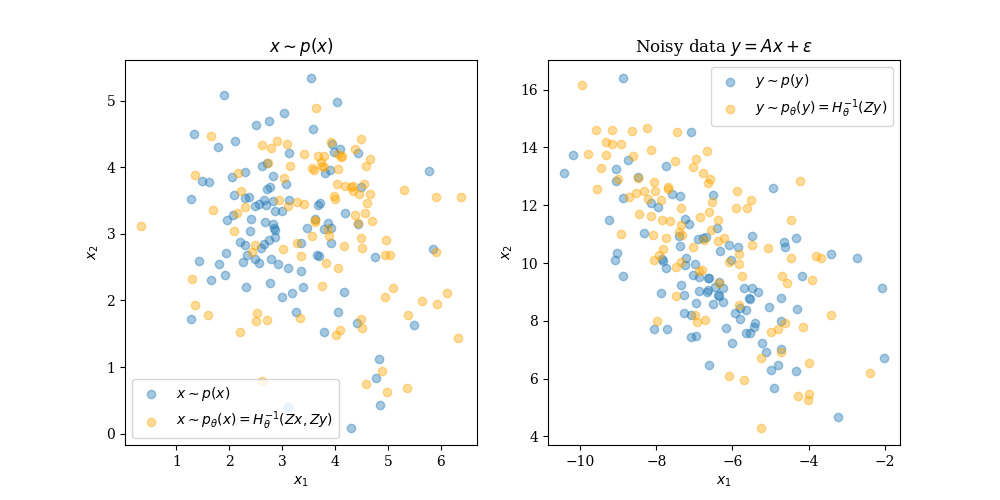 x ∼ p(x)
x₂
5
4
3
2
1
0
x ∼ p(x)
x ∼ p_θ(x) = H_θ^{-1}(Zx, Zy)
1 2 3 4 5 6
x₁
Noisy data y = Ax + ε
x₂
16
14
12
10
8
6
4
y ∼ p(y)
y ∼ p_θ(y) = H_θ^{-1}(Zy)
−10 −8 −6 −4 −2
x₁